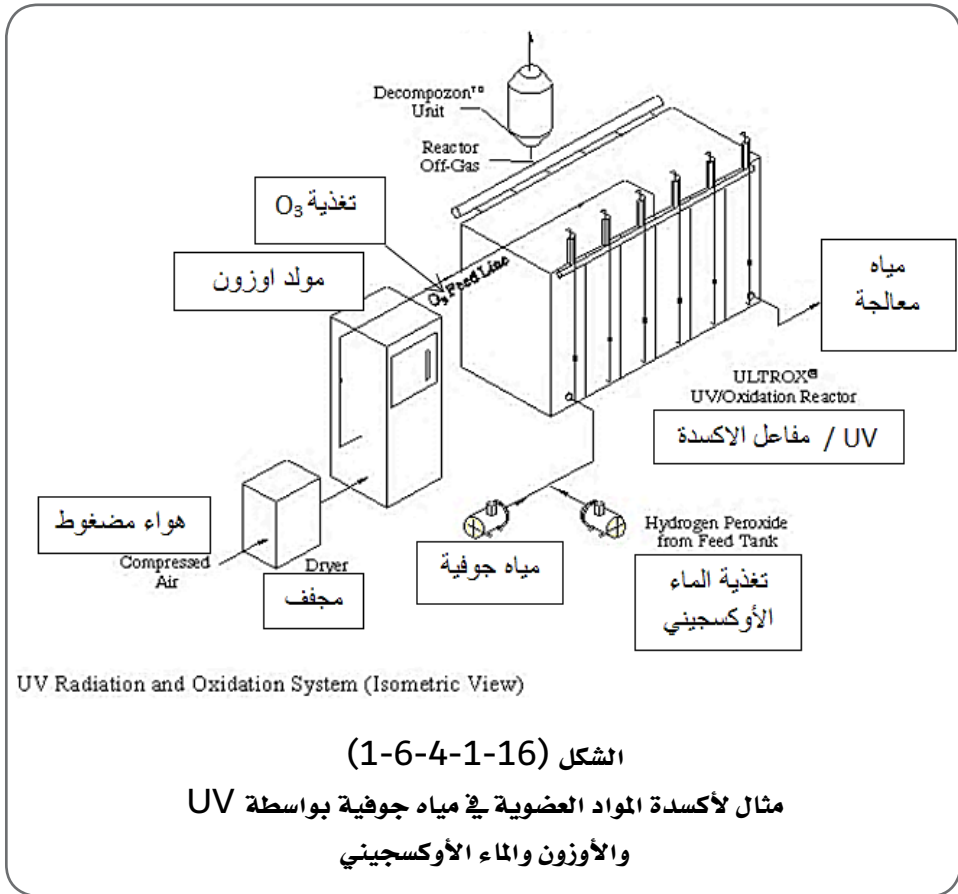 Decompozon™
Unit
Reactor
Off-Gas
تغذية O₃
O₃ Feed Line
مولد اوزون
مياه
معالجة
ULTROX®
UV/Oxidation Reactor
UV / مفاعل الاكسدة
هواء مضغوط
Compressed
Air
Dryer
مجفف
مياه جوفية
Hydrogen Peroxide
from Feed Tank
تغذية الماء
الأوكسجيني
UV Radiation and Oxidation System (Isometric View)
الشكل (16-1-4-6-1)
مثال لأكسدة المواد العضوية في مياه جوفية بواسطة UV
والأوزون والماء الأوكسجيني